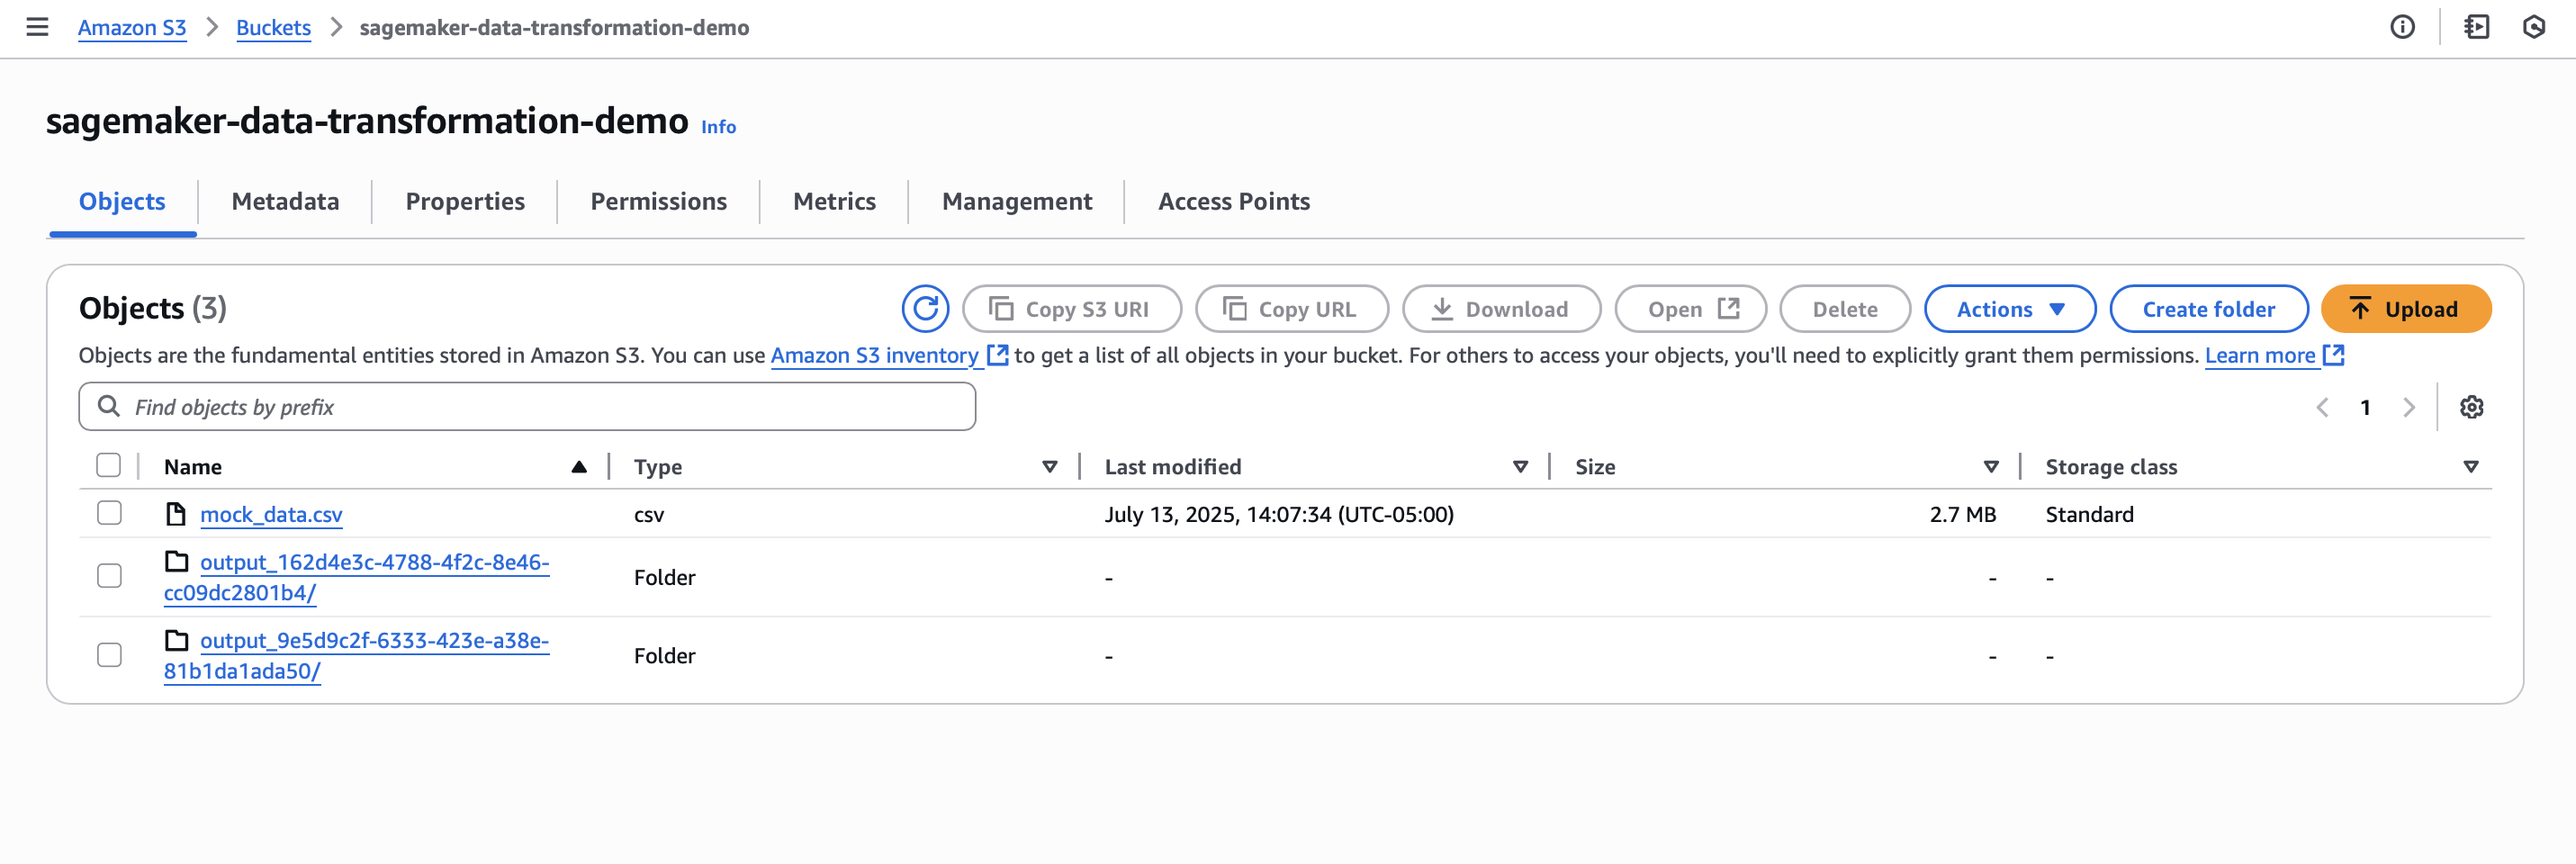 Amazon S3 > Buckets > sagemaker-data-transformation-demo
sagemaker-data-transformation-demo Info
Objects Metadata Properties Permissions Metrics Management Access Points
Objects (3) Copy S3 URI Copy URL Download Open Delete Actions Create folder Upload
Objects are the fundamental entities stored in Amazon S3. You can use Amazon S3 inventory to get a list of all objects in your bucket. For others to access your objects, you'll need to explicitly grant them permissions. Learn more
Find objects by prefix 1
Name Type Last modified Size Storage class
mock_data.csv csv July 13, 2025, 14:07:34 (UTC-05:00) 2.7 MB Standard
output_162d4e3c-4788-4f2c-8e46-
cc09dc2801b4/ Folder - - -
output_9e5d9c2f-6333-423e-a38e-
81b1da1ada50/ Folder - - -